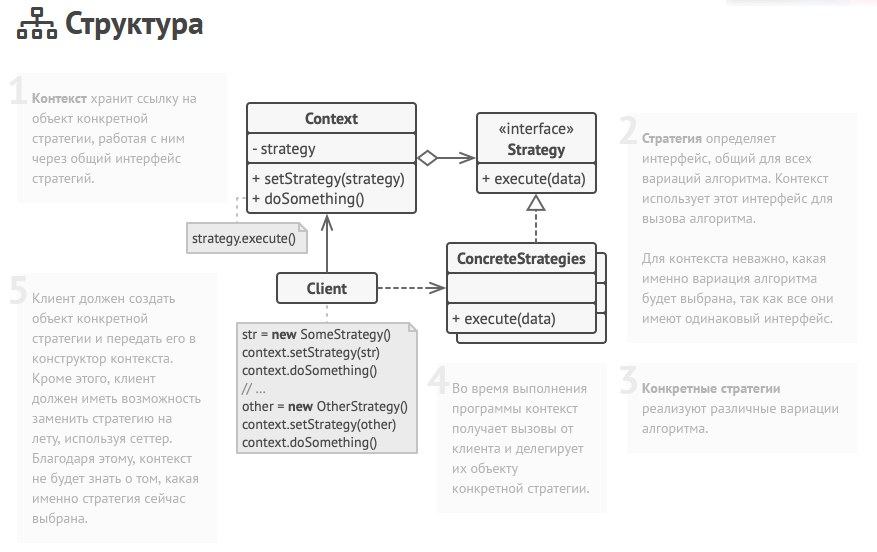 Структура
1
Контекст хранит ссылку на
объект конкретной
стратегии, работая с ним
через общий интерфейс
стратегий.
Context
- strategy
+ setStrategy(strategy)
+ doSomething()
strategy.execute()
«interface»
Strategy
+ execute(data)
2
Стратегия определяет
интерфейс, общий для всех
вариаций алгоритма. Контекст
использует этот интерфейс для
вызова алгоритма.
Для контекста неважно, какая
именно вариация алгоритма
будет выбрана, так как все они
имеют одинаковый интерфейс.
ConcreteStrategies
+ execute(data)
Client
str = new SomeStrategy()
context.setStrategy(str)
context.doSomething()
// ...
other = new OtherStrategy()
context.setStrategy(other)
context.doSomething()
5
Клиент должен создать
объект конкретной
стратегии и передать его в
конструктор контекста.
Кроме этого, клиент
должен иметь возможность
заменить стратегию на
лету, используя сеттер.
Благодаря этому, контекст
не будет знать о том, какая
именно стратегия сейчас
выбрана.
4
Во время выполнения
программы контекст
получает вызовы от
клиента и делегирует
их объекту
конкретной стратегии.
3
Конкретные стратегии
реализуют различные вариации
алгоритма.